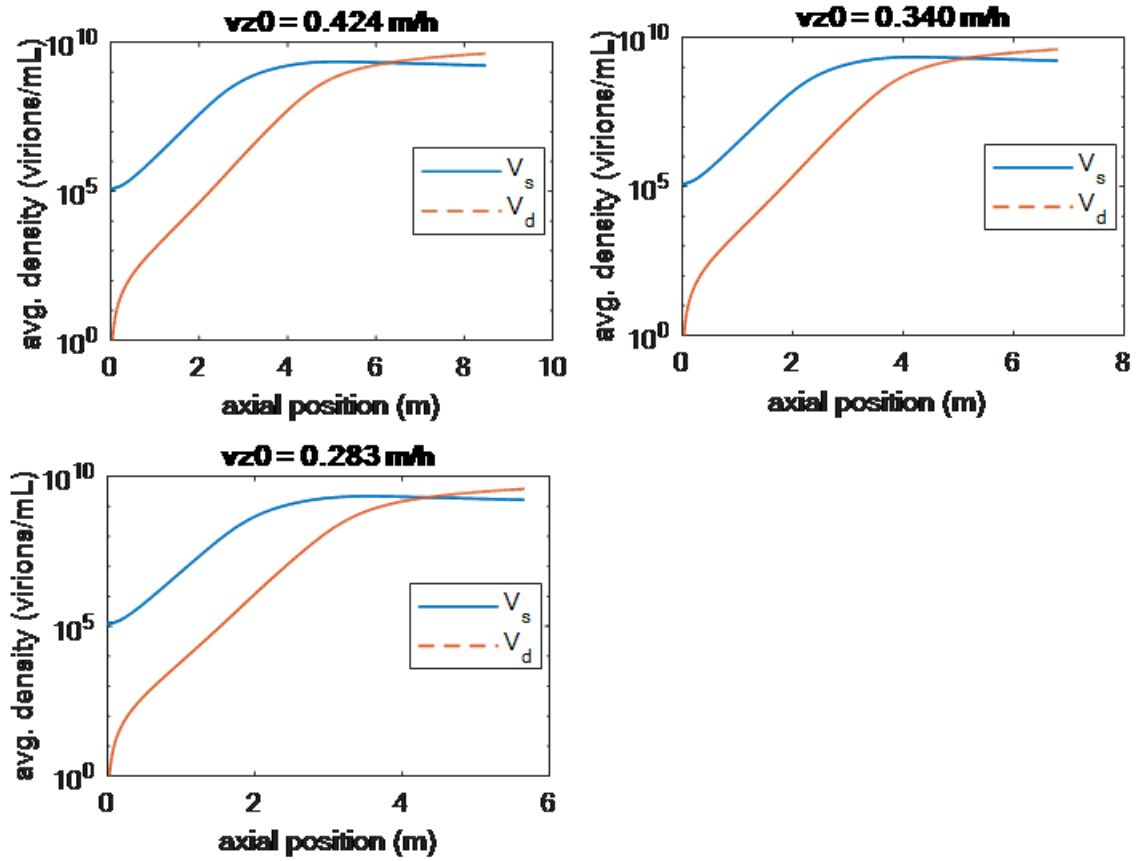 vz0 = 0.424 m/h
avg. density (virions/mL)
10^10
10^5
10^0
V_s
V_d
0 2 4 6 8 10
axial position (m)
vz0 = 0.340 m/h
avg. density (virions/mL)
10^10
10^5
10^0
V_s
V_d
0 2 4 6 8
axial position (m)
vz0 = 0.283 m/h
avg. density (virions/mL)
10^10
10^5
10^0
V_s
V_d
0 2 4 6
axial position (m)